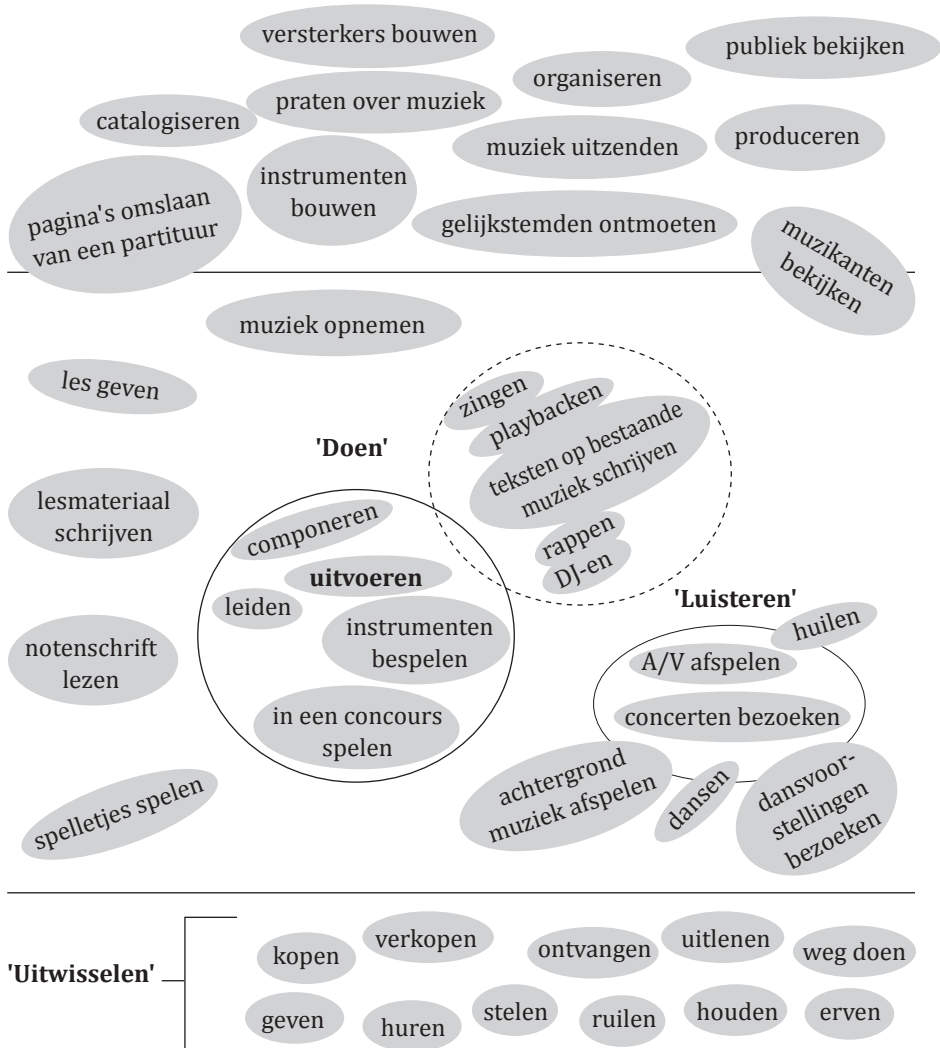 versterkers bouwen
publiek bekijken
organiseren
praten over muziek
catalogiseren
produceren
muziek uitzenden
instrumenten
bouwen
pagina's omslaan
van een partituur
gelijkstemden ontmoeten
muzikanten
bekijken
muziek opnemen
les geven
zingen
playbacken
teksten op bestaande
muziek schrijven
rappen
DJ-en
'Doen'
lesmateriaal
schrijven
componeren
uitvoeren
leiden
instrumenten
bespelen
in een concours
spelen
notenschrift
lezen
'Luisteren'
huilen
A/V afspelen
concerten bezoeken
achtergrond
muziek afspelen
dansen
dansvoor-
stellingen
bezoeken
spelletjes spelen
'Uitwisselen'
kopen
verkopen
ontvangen
uitlenen
weg doen
geven
huren
stelen
ruilen
houden
erven